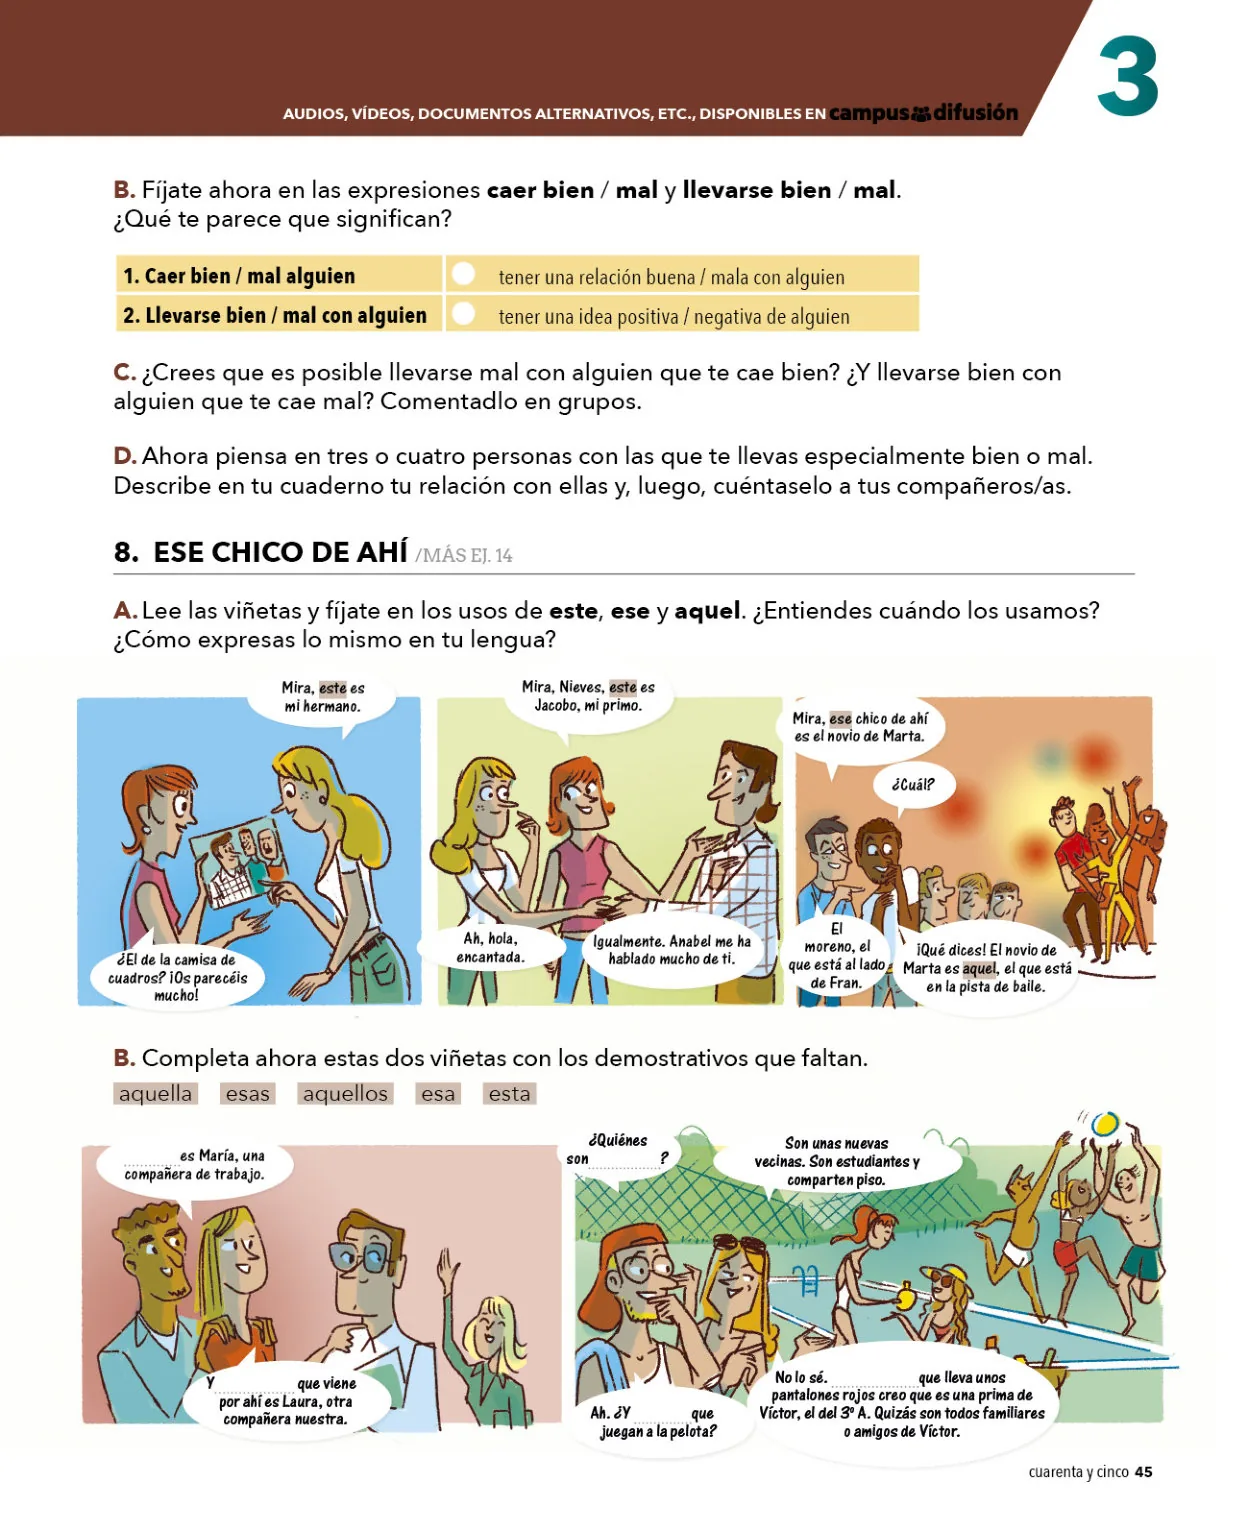 3
AUDIOS, VÍDEOS, DOCUMENTOS ALTERNATIVOS, ETC., DISPONIBLES EN campus difusión
B. Fíjate ahora en las expresiones caer bien / mal y llevarse bien / mal.
¿Qué te parece que significan?
1. Caer bien / mal alguien
tener una relación buena / mala con alguien
2. Llevarse bien / mal con alguien
tener una idea positiva / negativa de alguien
C. ¿Crees que es posible llevarse mal con alguien que te cae bien? ¿Y llevarse bien con
alguien que te cae mal? Comentadlo en grupos.
D. Ahora piensa en tres o cuatro personas con las que te llevas especialmente bien o mal.
Describe en tu cuaderno tu relación con ellas y, luego, cuéntaselo a tus compañeros/as.
8. ESE CHICO DE AHÍ /MÁS EJ. 14
A. Lee las viñetas y fíjate en los usos de este, ese y aquel. ¿Entiendes cuándo los usamos?
¿Cómo expresas lo mismo en tu lengua?
Mira, este es
mi hermano.
¿El de la camisa de
cuadros? ¡Os parecéis
mucho!
Mira, Nieves, este es
Jacobo, mi primo.
Ah, hola,
encantada.
Igualmente. Anabel me ha
hablado mucho de ti.
Mira, ese chico de ahí
es el novio de Marta.
¿Cuál?
El
moreno, el
que está al lado
de Fran.
¡Qué dices! El novio de
Marta es aquel, el que está
en la pista de baile.
B. Completa ahora estas dos viñetas con los demostrativos que faltan.
aquella esas aquellos esa esta
.............. es María, una
compañera de trabajo.
Y .................. que viene
por ahí es Laura, otra
compañera nuestra.
¿Quiénes
son .................. ?
Son unas nuevas
vecinas. Son estudiantes y
comparten piso.
Ah. ¿Y .............. que
juegan a la pelota?
No lo sé. ...................... que lleva unos
pantalones rojos creo que es una prima de
Víctor, el del 3º A. Quizás son todos familiares
o amigos de Víctor.
cuarenta y cinco 45